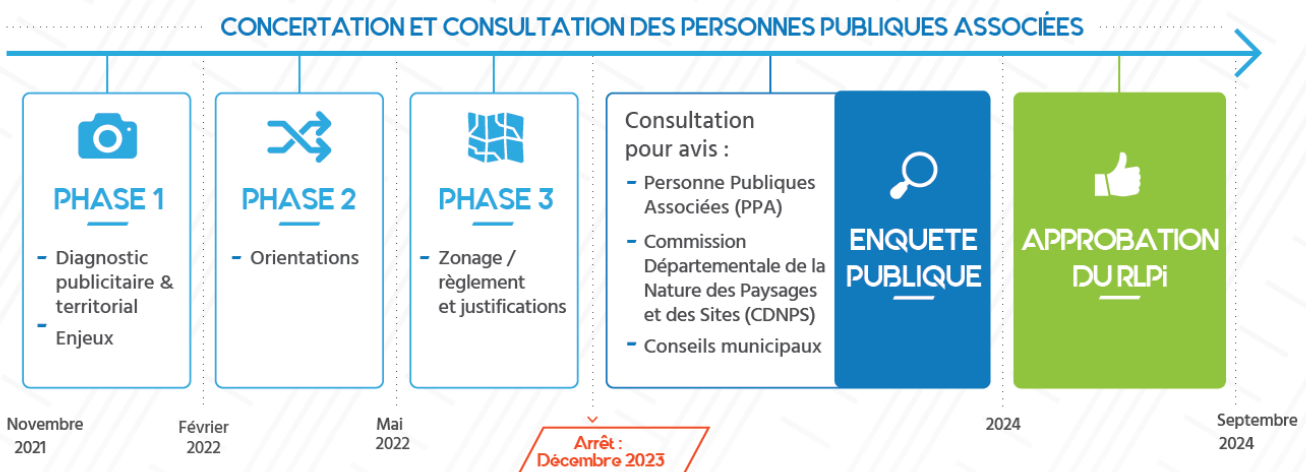 CONCERTATION ET CONSULTATION DES PERSONNES PUBLIQUES ASSOCIÉES
PHASE 1
- Diagnostic
publicitaire &
territorial
- Enjeux
PHASE 2
- Orientations
PHASE 3
- Zonage /
règlement
et justifications
Consultation
pour avis :
- Personne Publiques
Associées (PPA)
- Commission
Départementale de la
Nature des Paysages
et des Sites (CDNPS)
- Conseils municipaux
ENQUETE
PUBLIQUE
APPROBATION
DU RLPi
Novembre
2021
Février
2022
Mai
2022
Arrêt :
Décembre 2023
2024
Septembre
2024